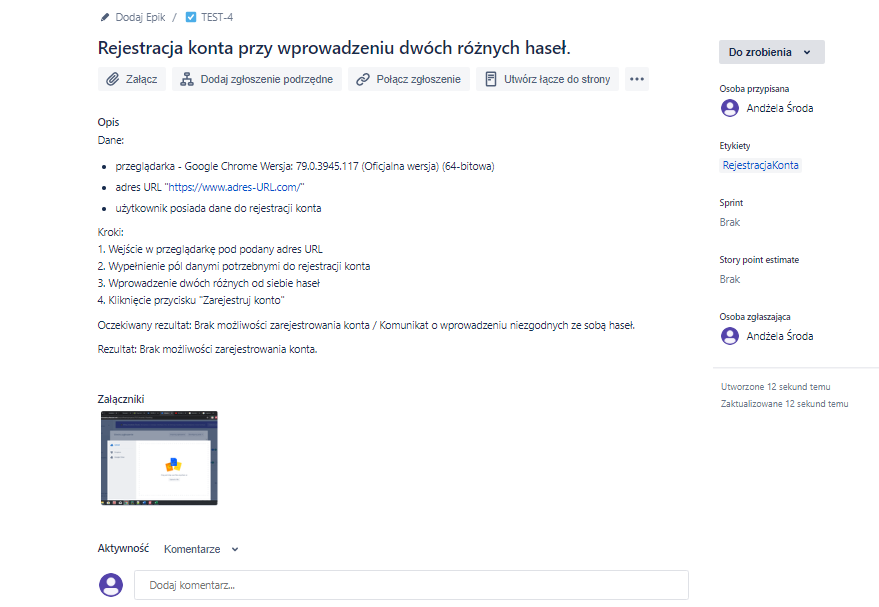 Dodaj Epik / TEST-4
Rejestracja konta przy wprowadzeniu dwóch różnych haseł.
Załącz Dodaj zgłoszenie podrzędne Połącz zgłoszenie Utwórz łącze do strony
Opis
Dane:
przeglądarka - Google Chrome Wersja: 79.0.3945.117 (Oficjalna wersja) (64-bitowa)
adres URL "https://www.adres-URL.com/"
użytkownik posiada dane do rejestracji konta
Kroki:
1. Wejście w przeglądarkę pod podany adres URL
2. Wypełnienie pól danymi potrzebnymi do rejestracji konta
3. Wprowadzenie dwóch różnych od siebie haseł
4. Kliknięcie przycisku "Zarejestruj konto"
Oczekiwany rezultat: Brak możliwości zarejestrowania konta / Komunikat o wprowadzeniu niezgodnych ze sobą haseł.
Rezultat: Brak możliwości zarejestrowania konta.
Załączniki
Aktywność Komentarze
Dodaj komentarz...
Do zrobienia
Osoba przypisana
Andżela Środa
Etykiety
RejestracjaKonta
Sprint
Brak
Story point estimate
Brak
Osoba zgłaszająca
Andżela Środa
Utworzone 12 sekund temu
Zaktualizowane 12 sekund temu